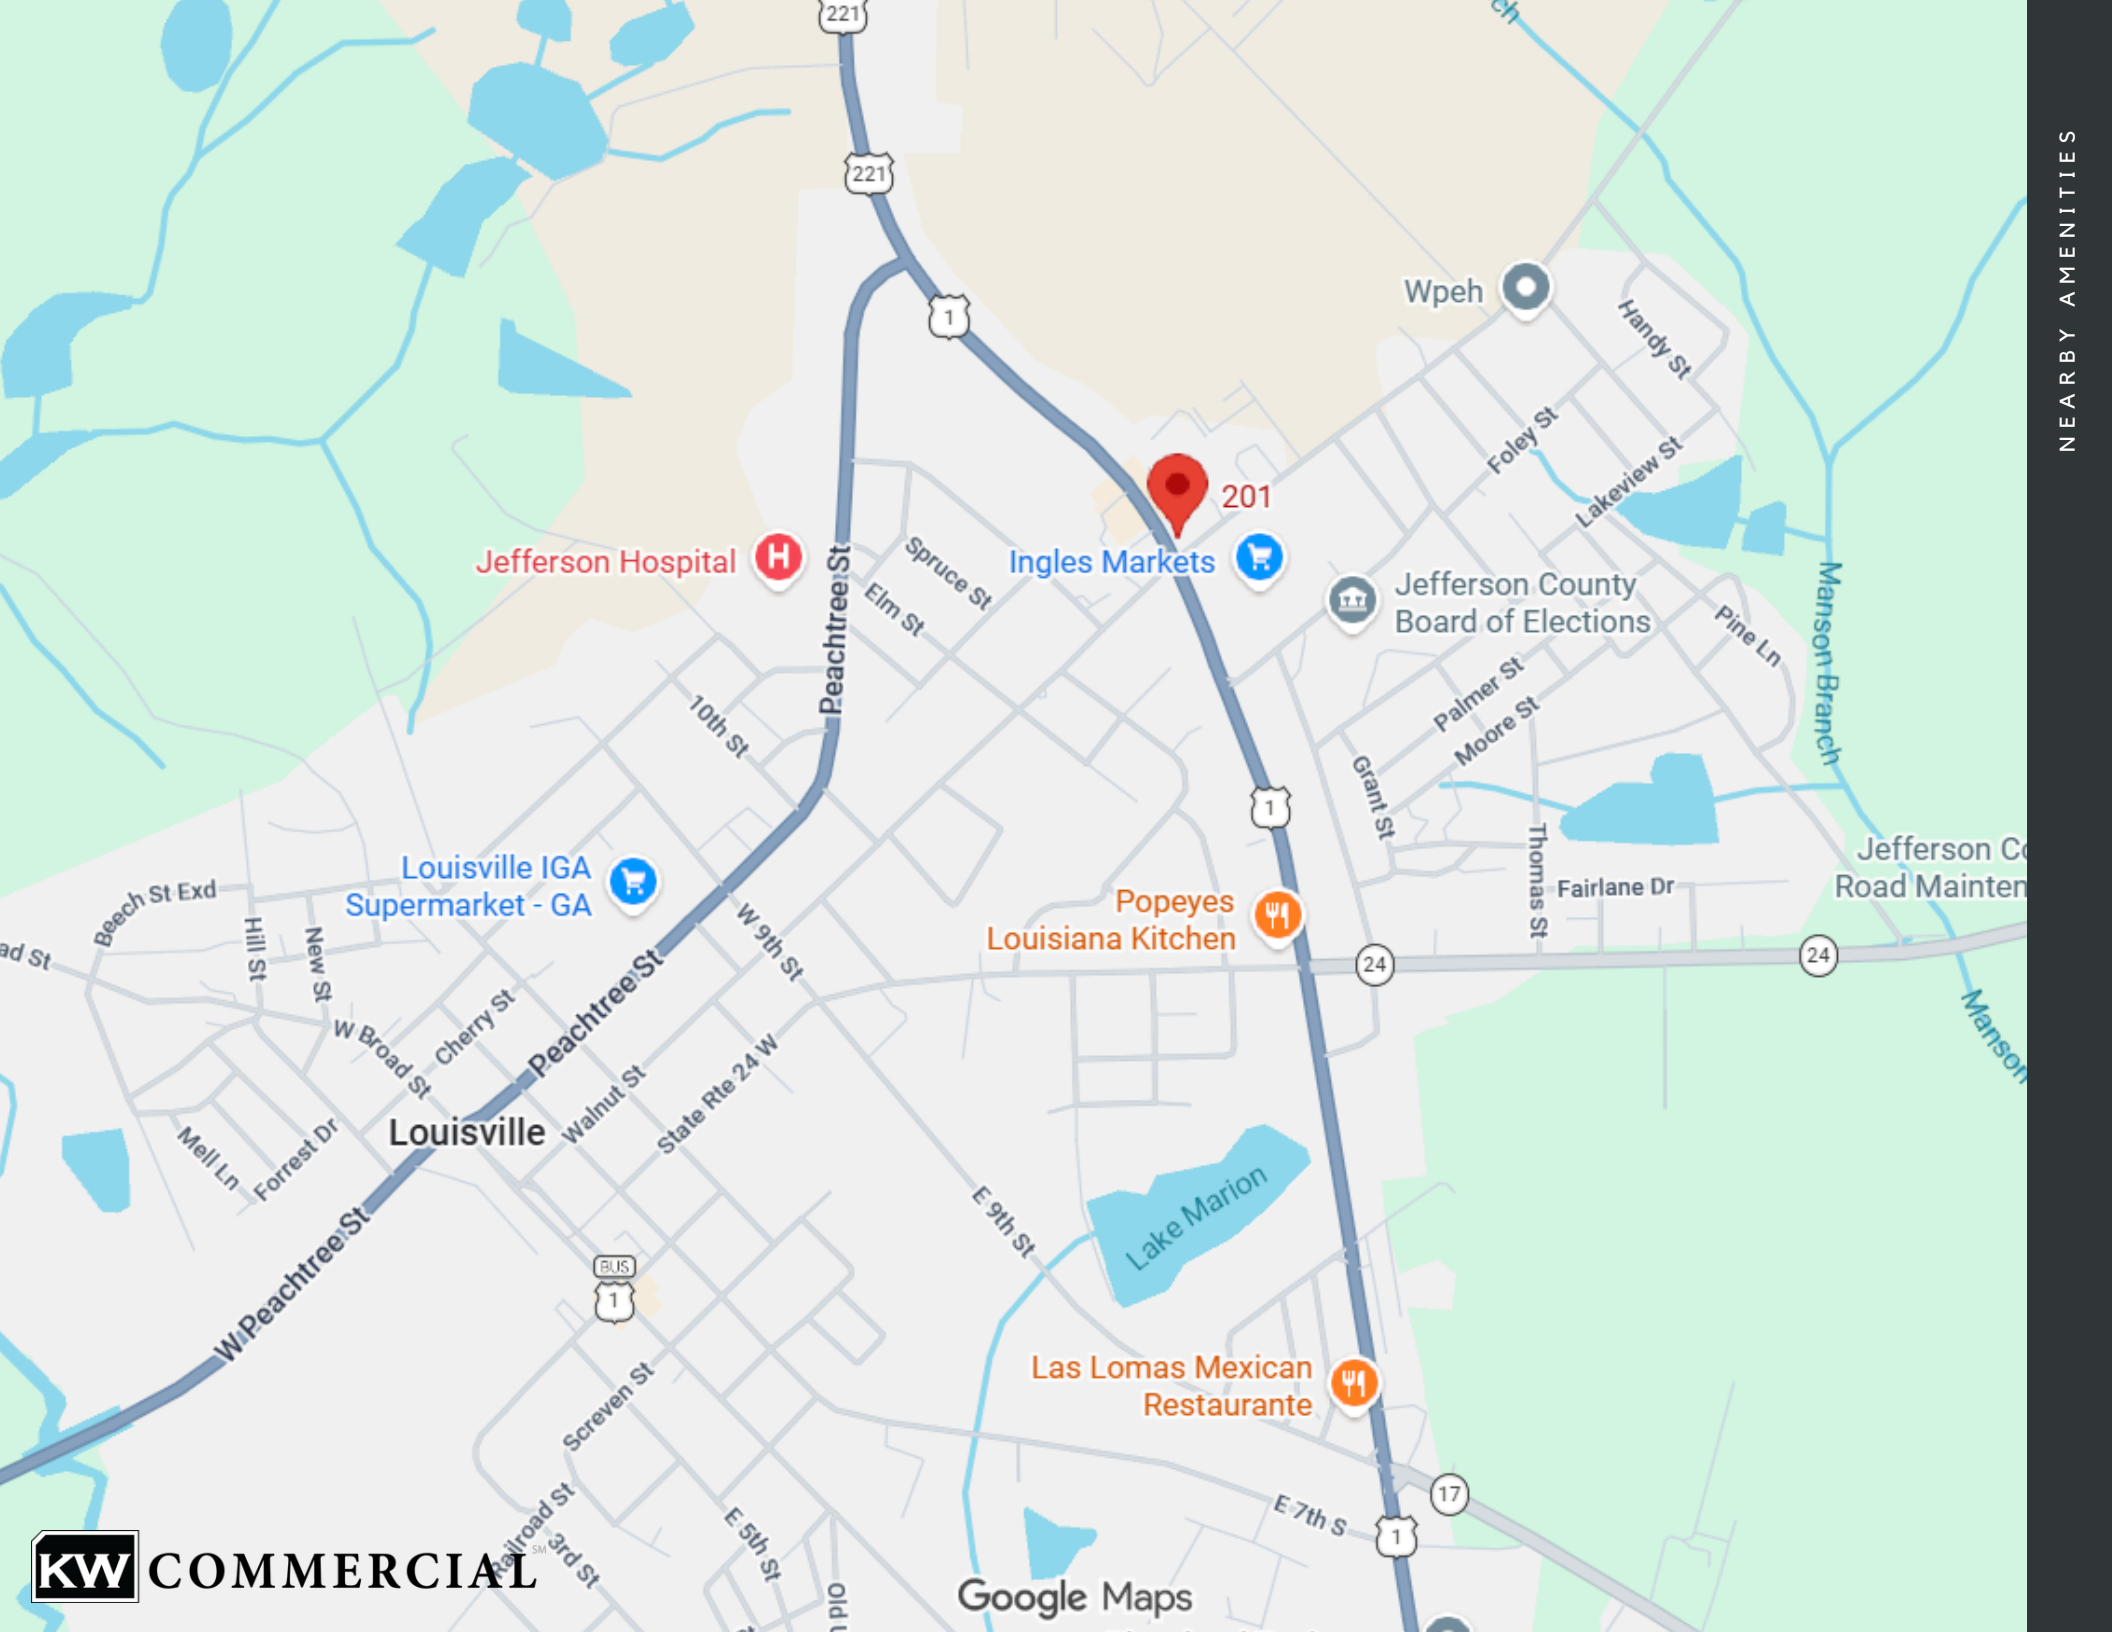 221
221
1
Wpeh
Handy St
NEARBY AMENITIES
Foley St
Lakeview St
201
Jefferson Hospital
Peachtree St
Spruce St
Elm St
Ingles Markets
Jefferson County
Board of Elections
Pine Ln
Manson Branch
Palmer St
Moore St
10th St
Grant St
1
Thomas St
Fairlane Dr
Jefferson Co
Road Mainten
Louisville IGA
Supermarket - GA
Beech St Exd
Hill St
New St
ad St
W 9th St
Popeyes
Louisiana Kitchen
24
24
Manson
Peachtree St
W Broad St
Cherry St
Walnut St
State Rte 24 W
Louisville
Mell Ln
Forrest Dr
E 9th St
Lake Marion
W Peachtree St
BUS
1
Screven St
Las Lomas Mexican
Restaurante
17
E 7th S
1
Railroad St
3rd St
E 5th St
Old
KW COMMERCIAL SM
Google Maps